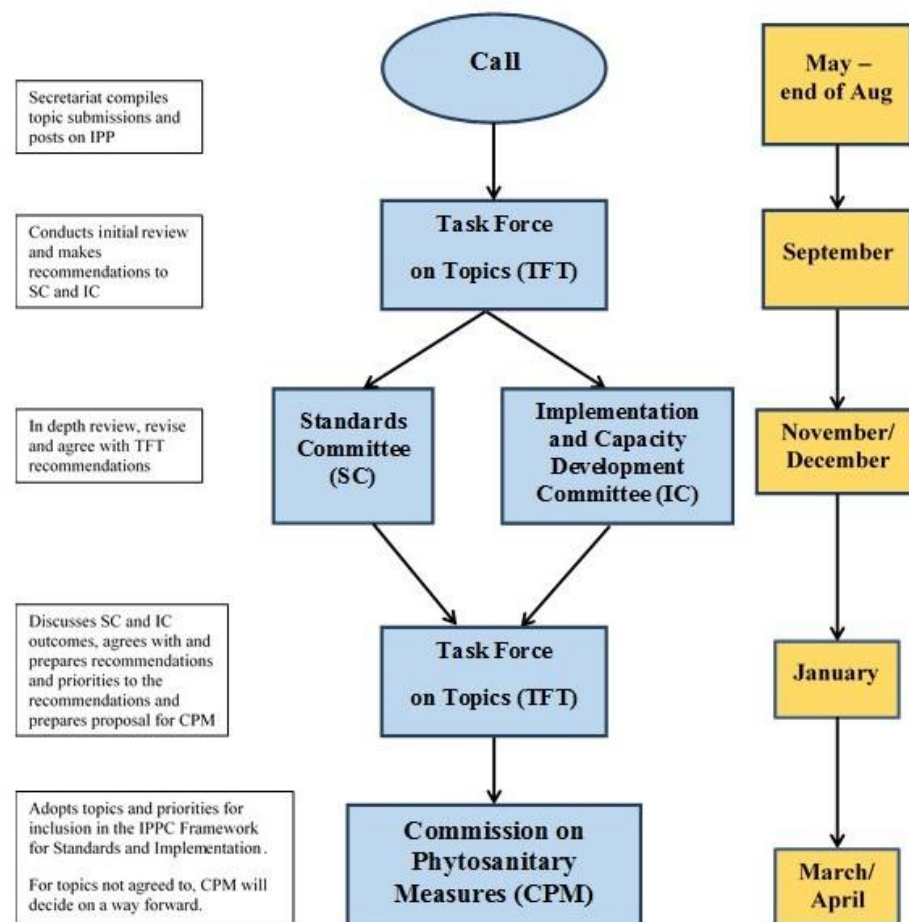 Call
May –
end of Aug
Secretariat compiles
topic submissions and
posts on IPP
Task Force
on Topics (TFT)
Conducts initial review
and makes
recommendations to
SC and IC
September
Standards
Committee
(SC)
Implementation
and Capacity
Development
Committee (IC)
In depth review, revise
and agree with TFT
recommendations
November/
December
Discusses SC and IC
outcomes, agrees with and
prepares recommendations
and priorities to the
recommendations and
prepares proposal for CPM
Task Force
on Topics (TFT)
January
Adopts topics and priorities for
inclusion in the IPPC Framework
for Standards and Implementation.
For topics not agreed to, CPM will
decide on a way forward.
Commission on
Phytosanitary
Measures (CPM)
March/
April